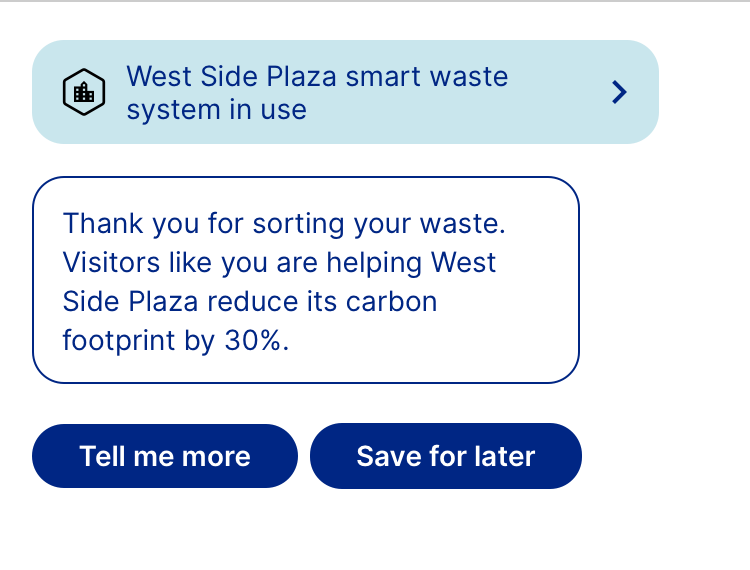 West Side Plaza smart waste
system in use
Thank you for sorting your waste.
Visitors like you are helping West
Side Plaza reduce its carbon
footprint by 30%.
Tell me more
Save for later